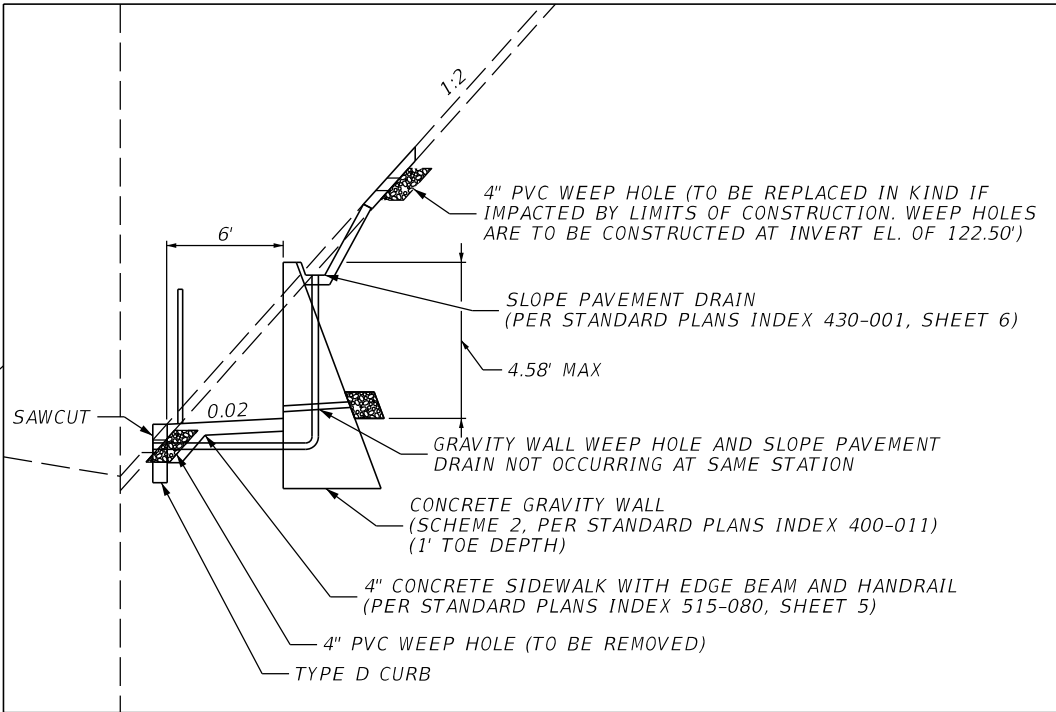 1:2
4" PVC WEEP HOLE (TO BE REPLACED IN KIND IF
IMPACTED BY LIMITS OF CONSTRUCTION. WEEP HOLES
ARE TO BE CONSTRUCTED AT INVERT EL. OF 122.50')
6'
SLOPE PAVEMENT DRAIN
(PER STANDARD PLANS INDEX 430-001, SHEET 6)
4.58' MAX
SAWCUT
0.02
GRAVITY WALL WEEP HOLE AND SLOPE PAVEMENT
DRAIN NOT OCCURRING AT SAME STATION
CONCRETE GRAVITY WALL
(SCHEME 2, PER STANDARD PLANS INDEX 400-011)
(1' TOE DEPTH)
4" CONCRETE SIDEWALK WITH EDGE BEAM AND HANDRAIL
(PER STANDARD PLANS INDEX 515-080, SHEET 5)
4" PVC WEEP HOLE (TO BE REMOVED)
TYPE D CURB